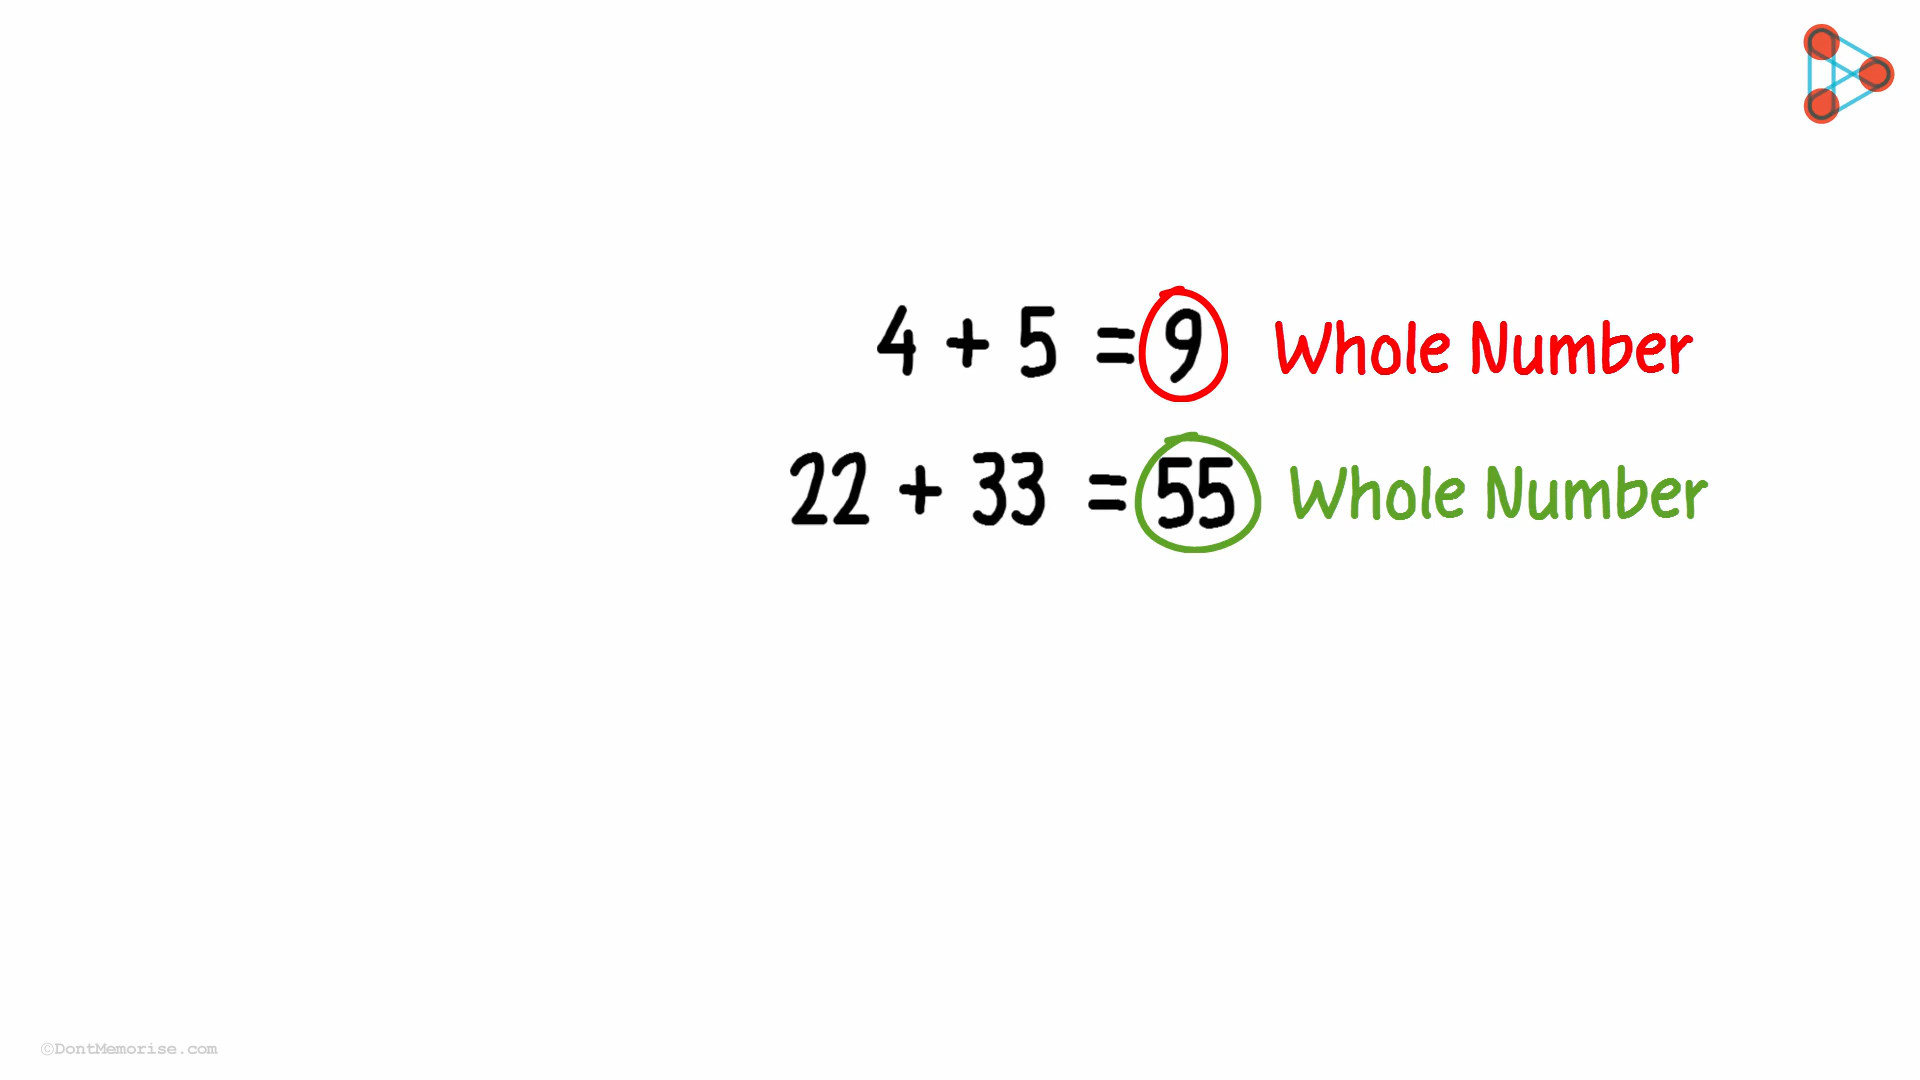 4 + 5 = 9 Whole Number
22 + 33 = 55 Whole Number
©DontMemorise.com